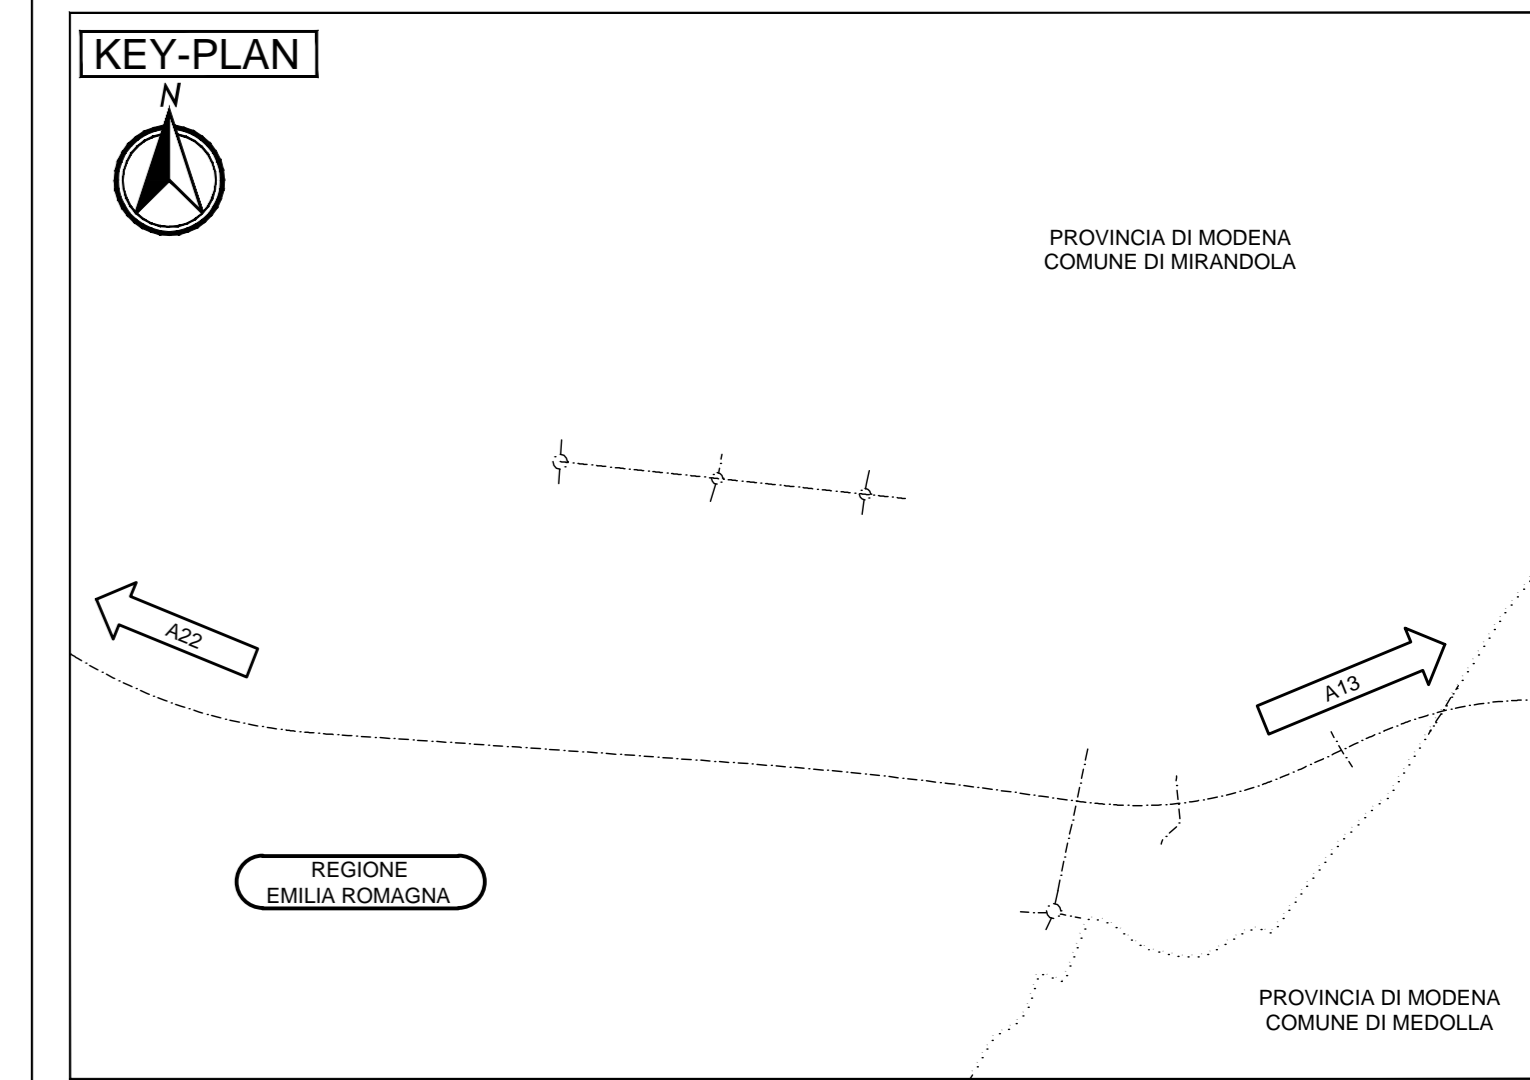 KEY-PLAN
N
PROVINCIA DI MODENA
COMUNE DI MIRANDOLA
A22
A13
REGIONE
EMILIA ROMAGNA
PROVINCIA DI MODENA
COMUNE DI MEDOLLA